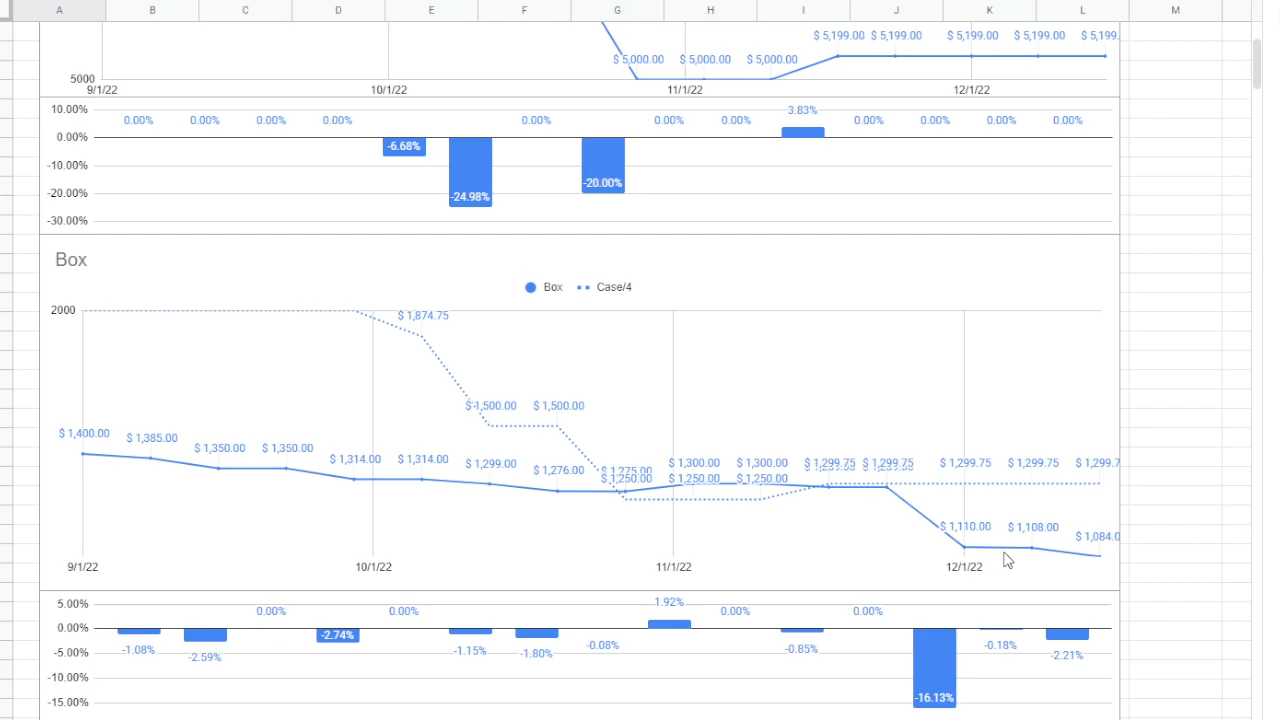 A B C D E F G H I J K L M
$ 5,199.00 $ 5,199.00 $ 5,199.00 $ 5,199.00 $ 5,199.
$ 5,000.00 $ 5,000.00 $ 5,000.00
5000
9/1/22 10/1/22 11/1/22 12/1/22
10.00% 3.83%
0.00% 0.00% 0.00% 0.00% 0.00% 0.00% 0.00% 0.00% 0.00% 0.00% 0.00%
0.00%
-6.68%
-10.00%
-20.00%
-20.00%
-24.98%
-30.00%
Box
Box Case/4
2000
$ 1,874.75
$ 1,500.00 $ 1,500.00
$ 1,400.00 $ 1,385.00 $ 1,350.00 $ 1,350.00 $ 1,314.00 $ 1,314.00 $ 1,299.00 $ 1,276.00 $ 1,275.00 $ 1,300.00 $ 1,300.00 $ 1,299.75 $ 1,299.75 $ 1,299.75 $ 1,299.75 $ 1,299.7
$ 1,250.00 $ 1,250.00 $ 1,250.00
$ 1,110.00 $ 1,108.00 $ 1,084.0
9/1/22 10/1/22 11/1/22 12/1/22
5.00% 1.92%
0.00% 0.00% 0.00% 0.00%
0.00%
-2.74%
-1.08% -2.59% -1.15% -1.80% -0.08% -0.85% -0.18% -2.21%
-5.00%
-10.00%
-16.13%
-15.00%